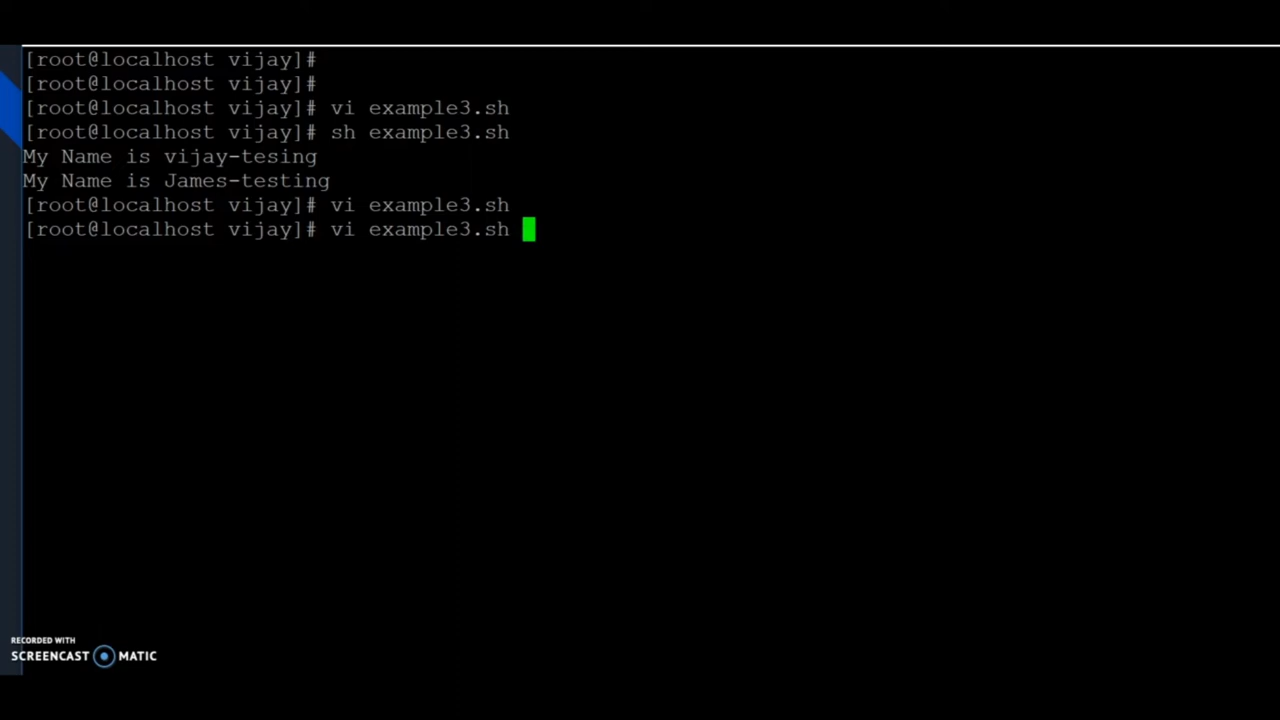 [root@localhost vijay]#
[root@localhost vijay]#
[root@localhost vijay]# vi example3.sh
[root@localhost vijay]# sh example3.sh
My Name is vijay-tesing
My Name is James-testing
[root@localhost vijay]# vi example3.sh
[root@localhost vijay]# vi example3.sh
RECORDED WITH
SCREENCAST MATIC